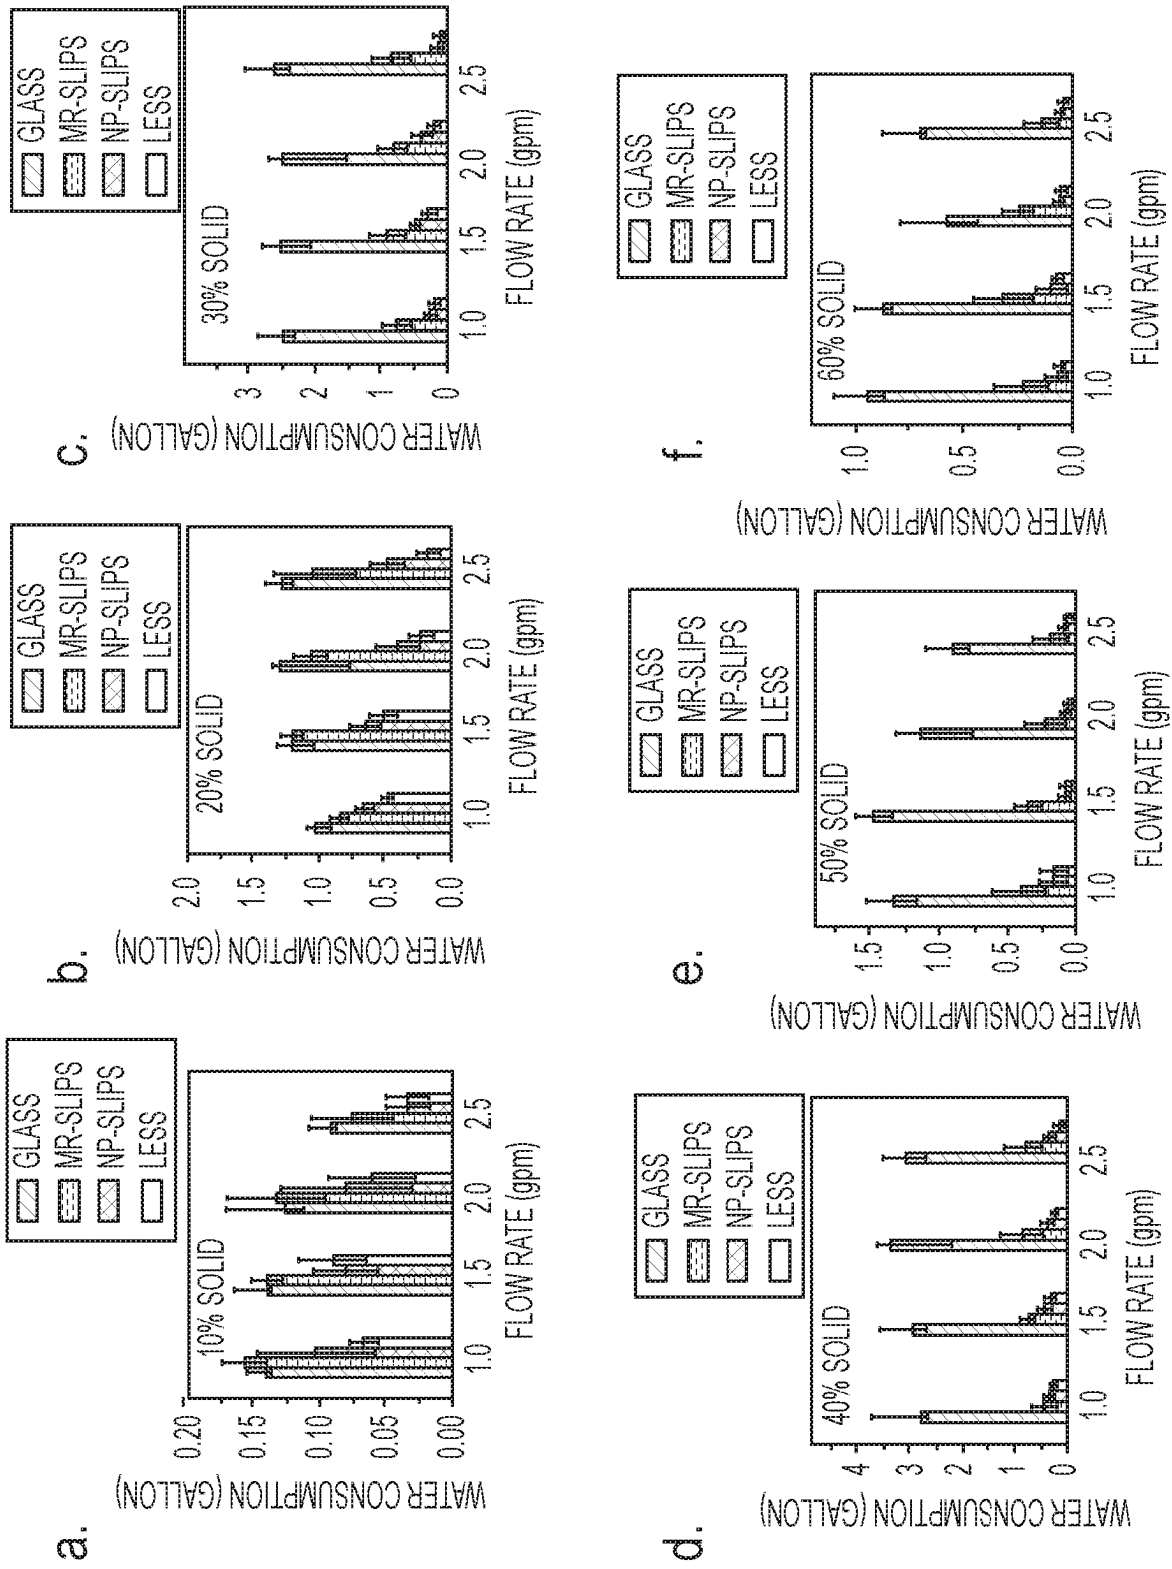 a.
GLASS
MR-SLIPS
NP-SLIPS
LESS
10% SOLID
WATER CONSUMPTION (GALLON)
0.20
0.15
0.10
0.05
0.00
1.0 1.5 2.0 2.5
FLOW RATE (gpm)
b.
GLASS
MR-SLIPS
NP-SLIPS
LESS
20% SOLID
WATER CONSUMPTION (GALLON)
2.0
1.5
1.0
0.5
0.0
1.0 1.5 2.0 2.5
FLOW RATE (gpm)
c.
GLASS
MR-SLIPS
NP-SLIPS
LESS
30% SOLID
WATER CONSUMPTION (GALLON)
3
2
1
0
1.0 1.5 2.0 2.5
FLOW RATE (gpm)
d.
GLASS
MR-SLIPS
NP-SLIPS
LESS
40% SOLID
WATER CONSUMPTION (GALLON)
4
3
2
1
0
1.0 1.5 2.0 2.5
FLOW RATE (gpm)
e.
GLASS
MR-SLIPS
NP-SLIPS
LESS
50% SOLID
WATER CONSUMPTION (GALLON)
1.5
1.0
0.5
0.0
1.0 1.5 2.0 2.5
FLOW RATE (gpm)
f.
GLASS
MR-SLIPS
NP-SLIPS
LESS
60% SOLID
WATER CONSUMPTION (GALLON)
1.0
0.5
0.0
1.0 1.5 2.0 2.5
FLOW RATE (gpm)